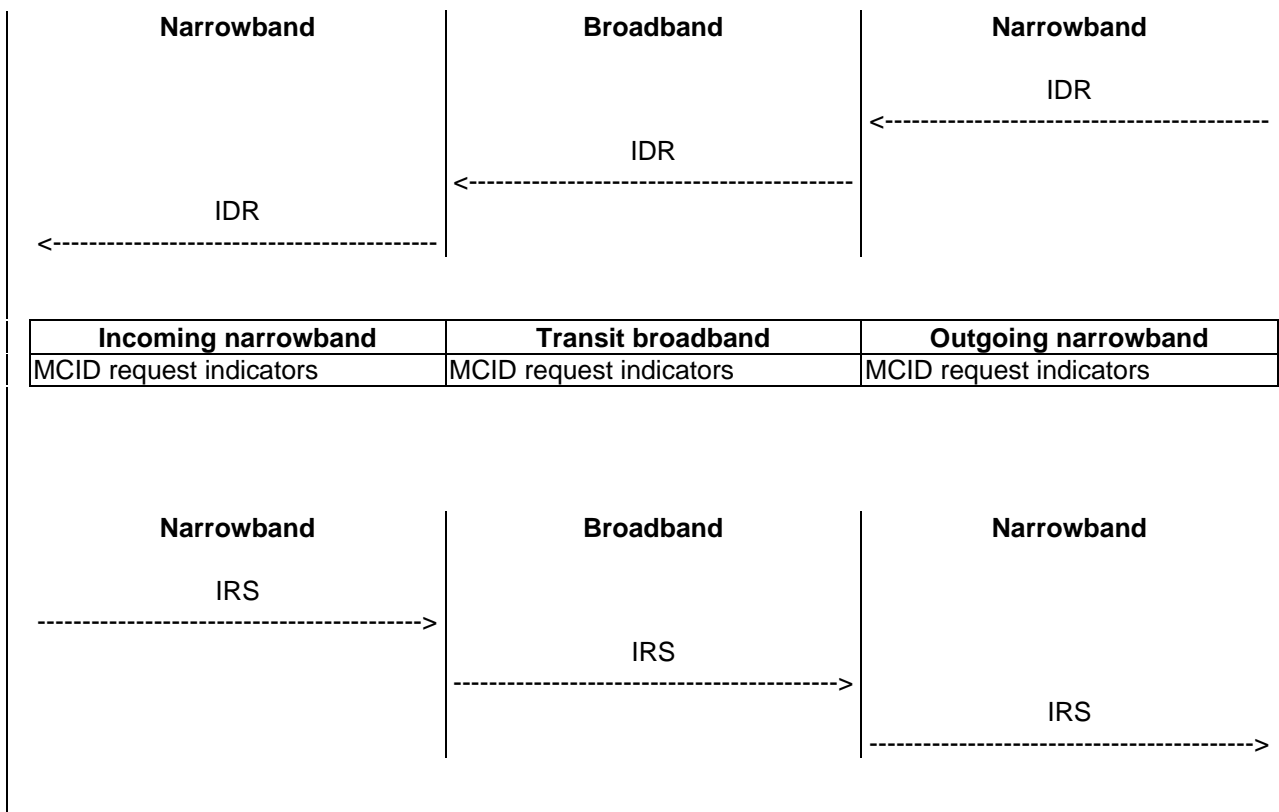 Narrowband Broadband Narrowband
IDR
<------------------------------------------
IDR
<------------------------------------------
IDR
<------------------------------------------
Incoming narrowband Transit broadband Outgoing narrowband
MCID request indicators MCID request indicators MCID request indicators
Narrowband Broadband Narrowband
IRS
------------------------------------------>
IRS
------------------------------------------>
IRS
------------------------------------------>